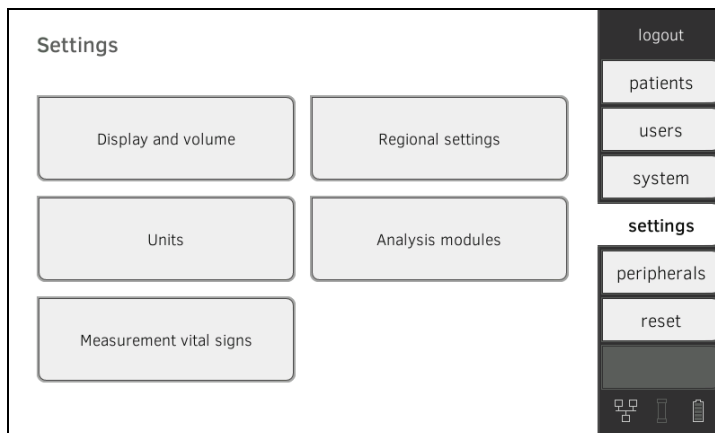 Settings
Display and volume
Regional settings
Units
Analysis modules
Measurement vital signs
logout
patients
users
system
settings
peripherals
reset